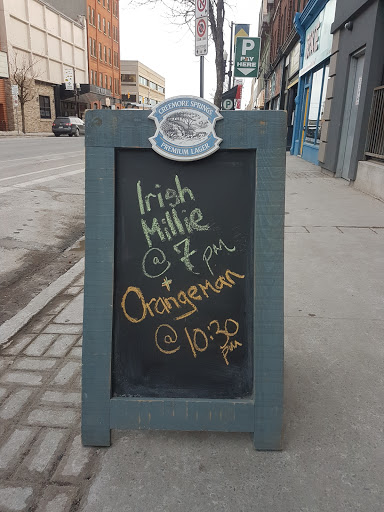 CREEMORE SPRINGS
PREMIUM LAGER
Irish
Millie
@ 7 pm
+
Orangeman
@ 10:30
pm
P
PAY
HERE
P